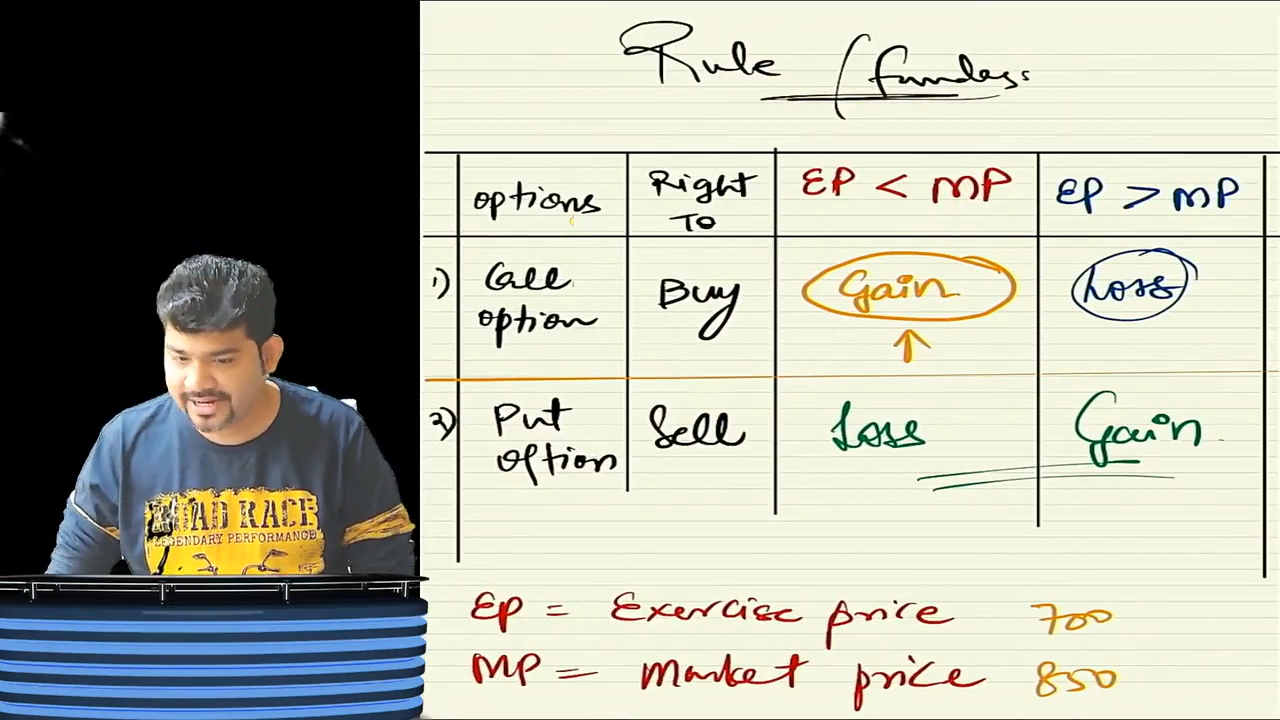 Rule / (fundas:
options
Right To
EP < MP
EP > MP
1)
Call option
Buy
Gain
Loss
2)
Put option
Sell
Loss
Gain
EP = Exercise price 700
MP = Market price 850
ROAD RACE
LEGENDARY PERFORMANCE